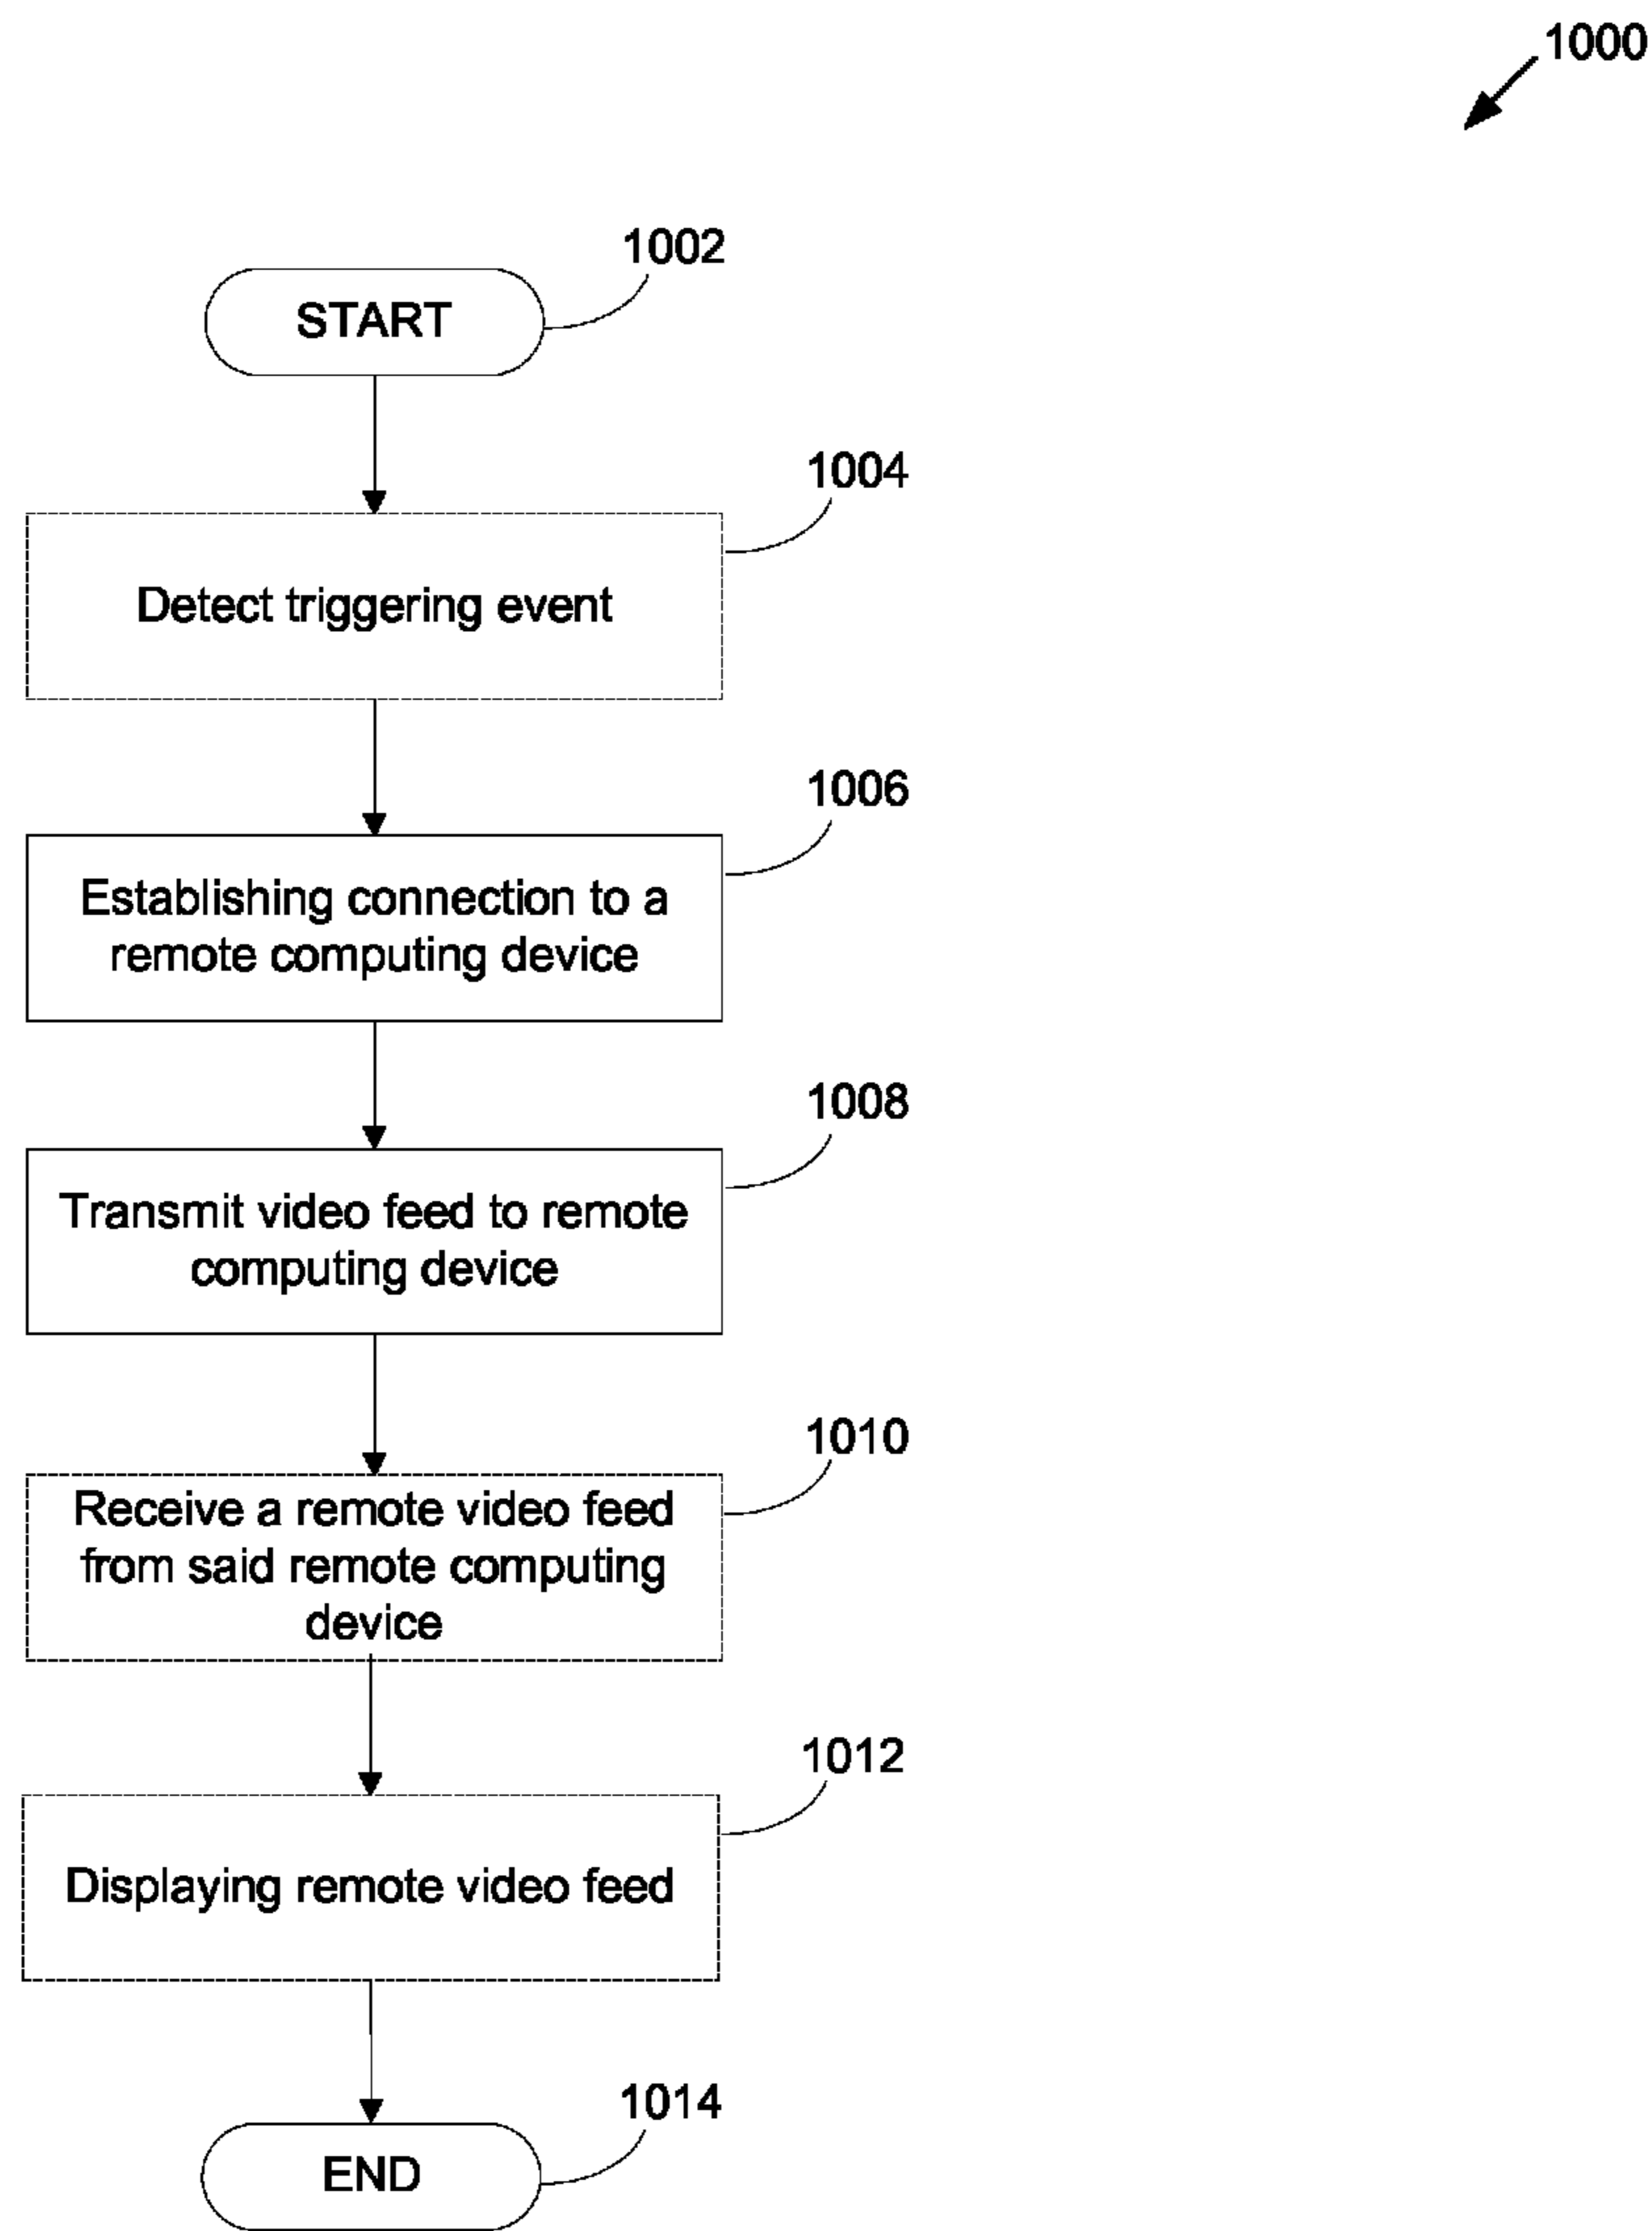 1000
1002
START
1004
Detect triggering event
1006
Establishing connection to a
remote computing device
1008
Transmit video feed to remote
computing device
1010
Receive a remote video feed
from said remote computing
device
1012
Displaying remote video feed
1014
END